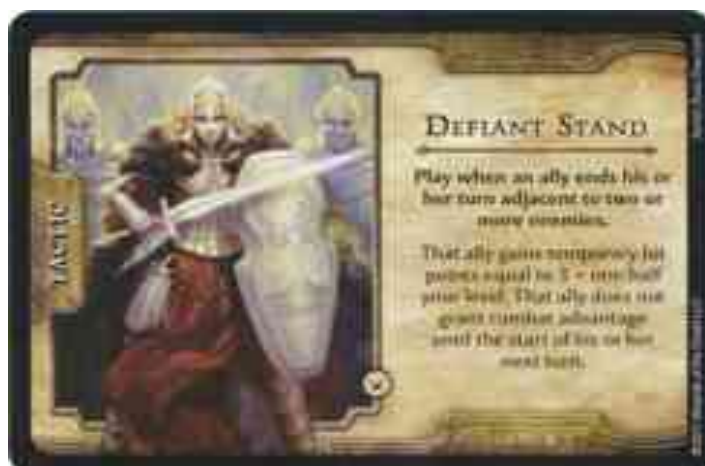 TACTIC
DEFIANT STAND
Play when an ally ends his or
her turn adjacent to two or
more enemies.
That ally gains temporary hit
points equal to 5 + one-half
your level. That ally does not
grant combat advantage
until the start of his or her
next turn.